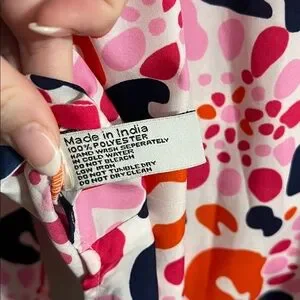 Made in India
100% POLYESTER
HAND WASH SEPERATELY
IN COLD WATER
DO NOT BLEACH
LOW IRON
DO NOT TUMBLE DRY
DO NOT DRY CLEAN